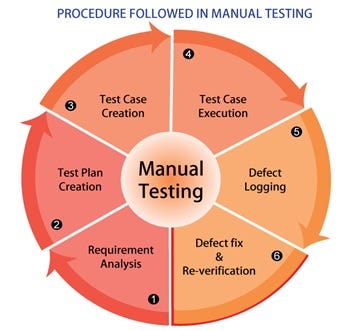 PROCEDURE FOLLOWED IN MANUAL TESTING
Manual
Testing
1
Requirement
Analysis
2
Test Plan
Creation
3
Test Case
Creation
4
Test Case
Execution
5
Defect
Logging
6
Defect fix
&
Re-verification